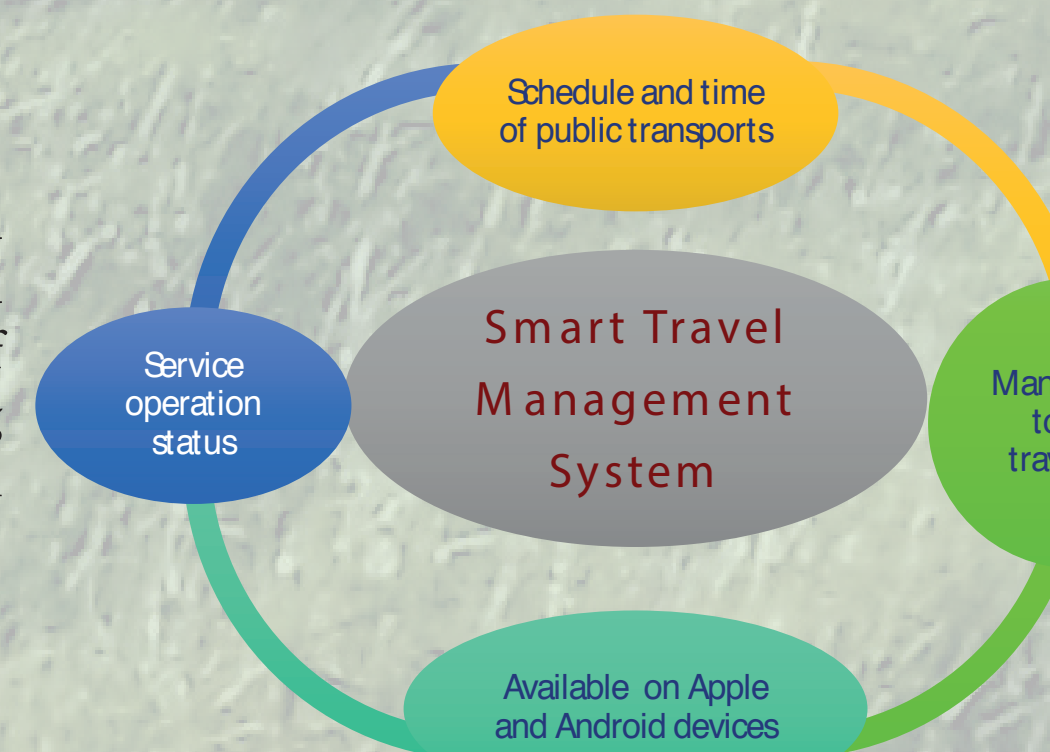 Schedule and time
of public transports
Smart Travel
Management
System
Service
operation
status
Available on Apple
and Android devices